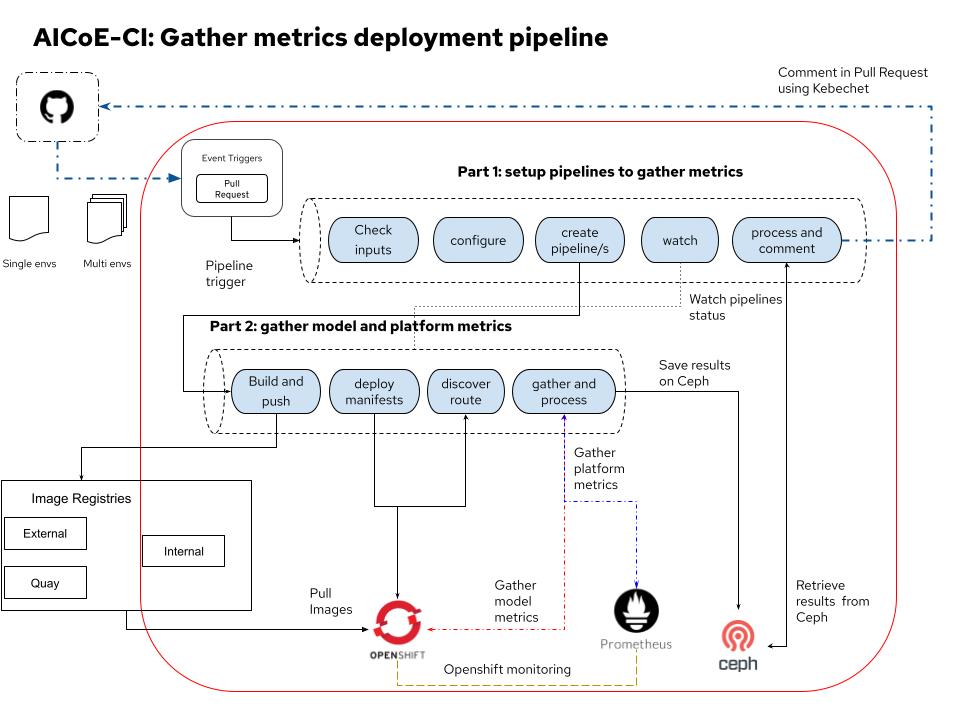 AICoE-CI: Gather metrics deployment pipeline
Comment in Pull Request
using Kebechet
Event Triggers
Pull
Request
Part 1: setup pipelines to gather metrics
Check
inputs
configure
create
pipeline/s
watch
process and
comment
Single envs
Multi envs
Pipeline
trigger
Watch pipelines
status
Part 2: gather model and platform metrics
Build and
push
deploy
manifests
discover
route
gather and
process
Save results
on Ceph
Gather
platform
metrics
Image Registries
External
Internal
Quay
Pull
Images
Gather
model
metrics
Retrieve
results from
Ceph
OPENSHIFT
Prometheus
ceph
Openshift monitoring